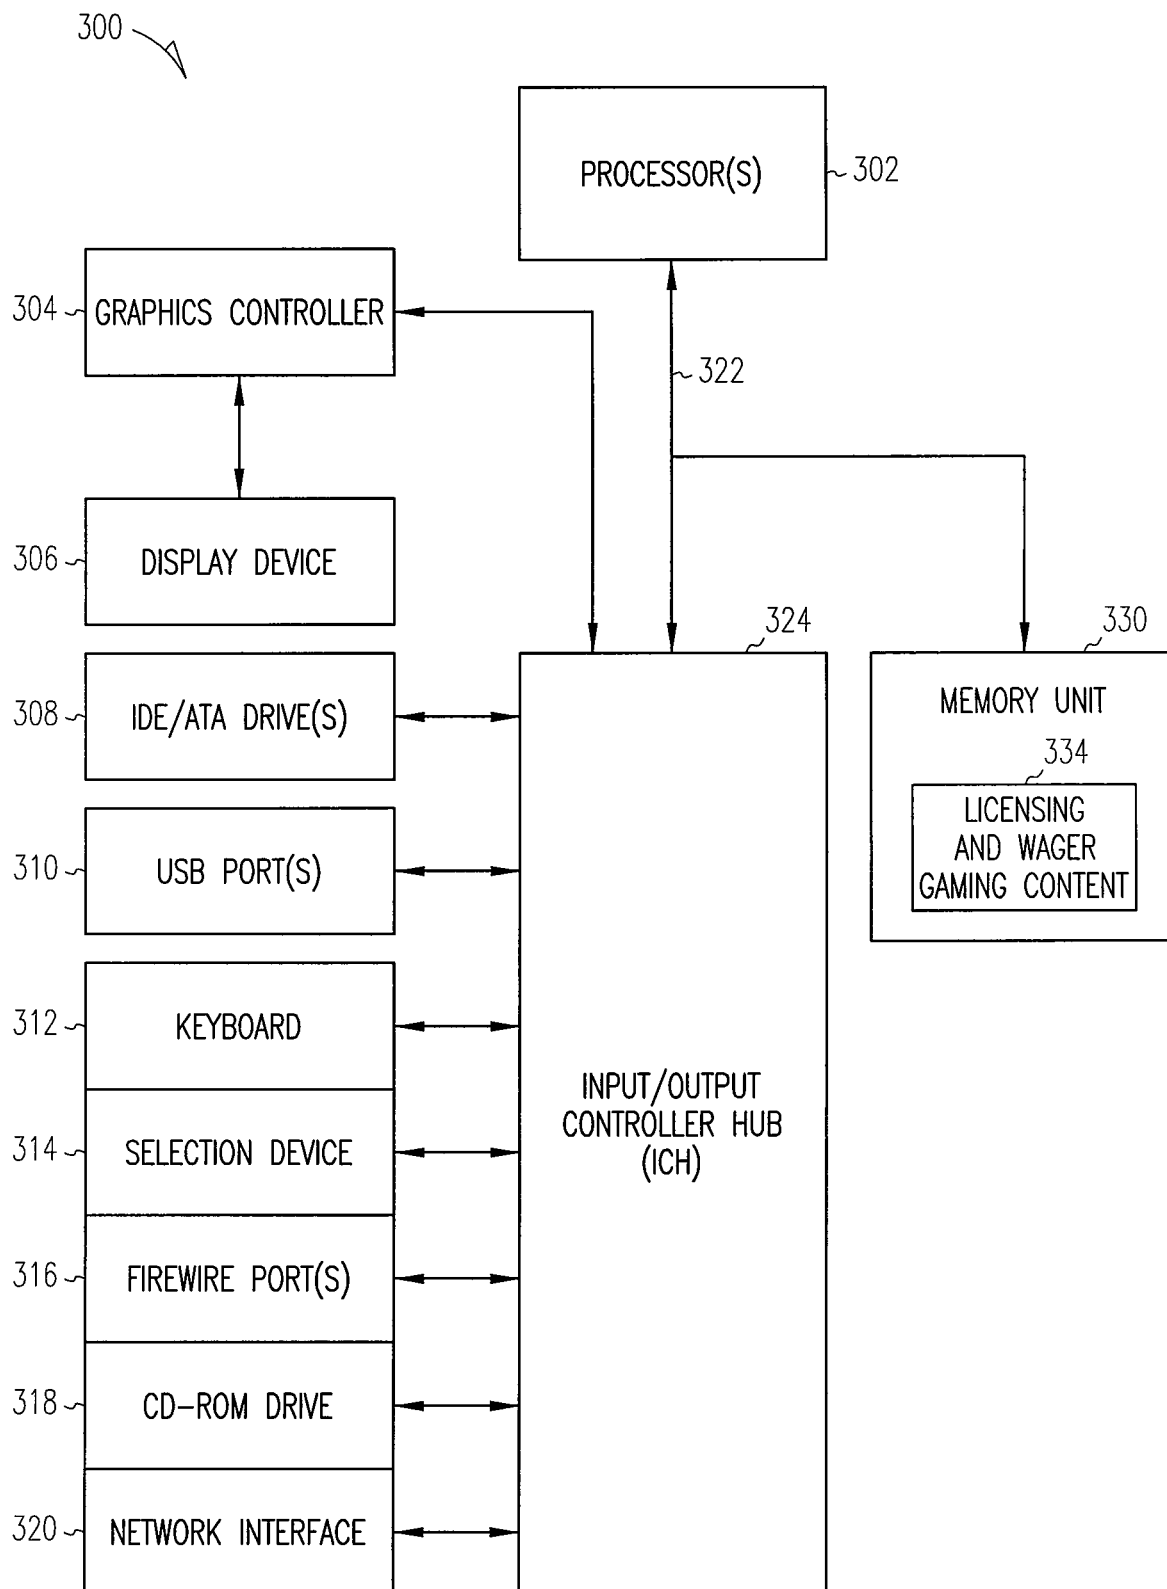 300
PROCESSOR(S)
302
304
GRAPHICS CONTROLLER
322
306
DISPLAY DEVICE
324
330
308
IDE/ATA DRIVE(S)
MEMORY UNIT
334
LICENSING
AND WAGER
GAMING CONTENT
310
USB PORT(S)
312
KEYBOARD
INPUT/OUTPUT
CONTROLLER HUB
(ICH)
314
SELECTION DEVICE
316
FIREWIRE PORT(S)
318
CD-ROM DRIVE
320
NETWORK INTERFACE